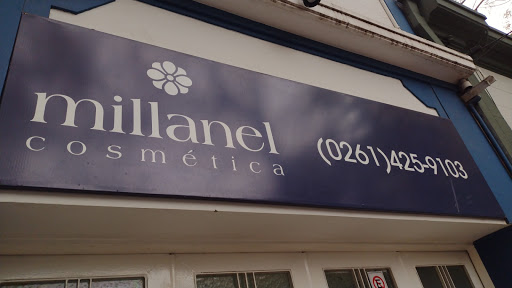 millanel
cosmética
(0261)425-9103
E